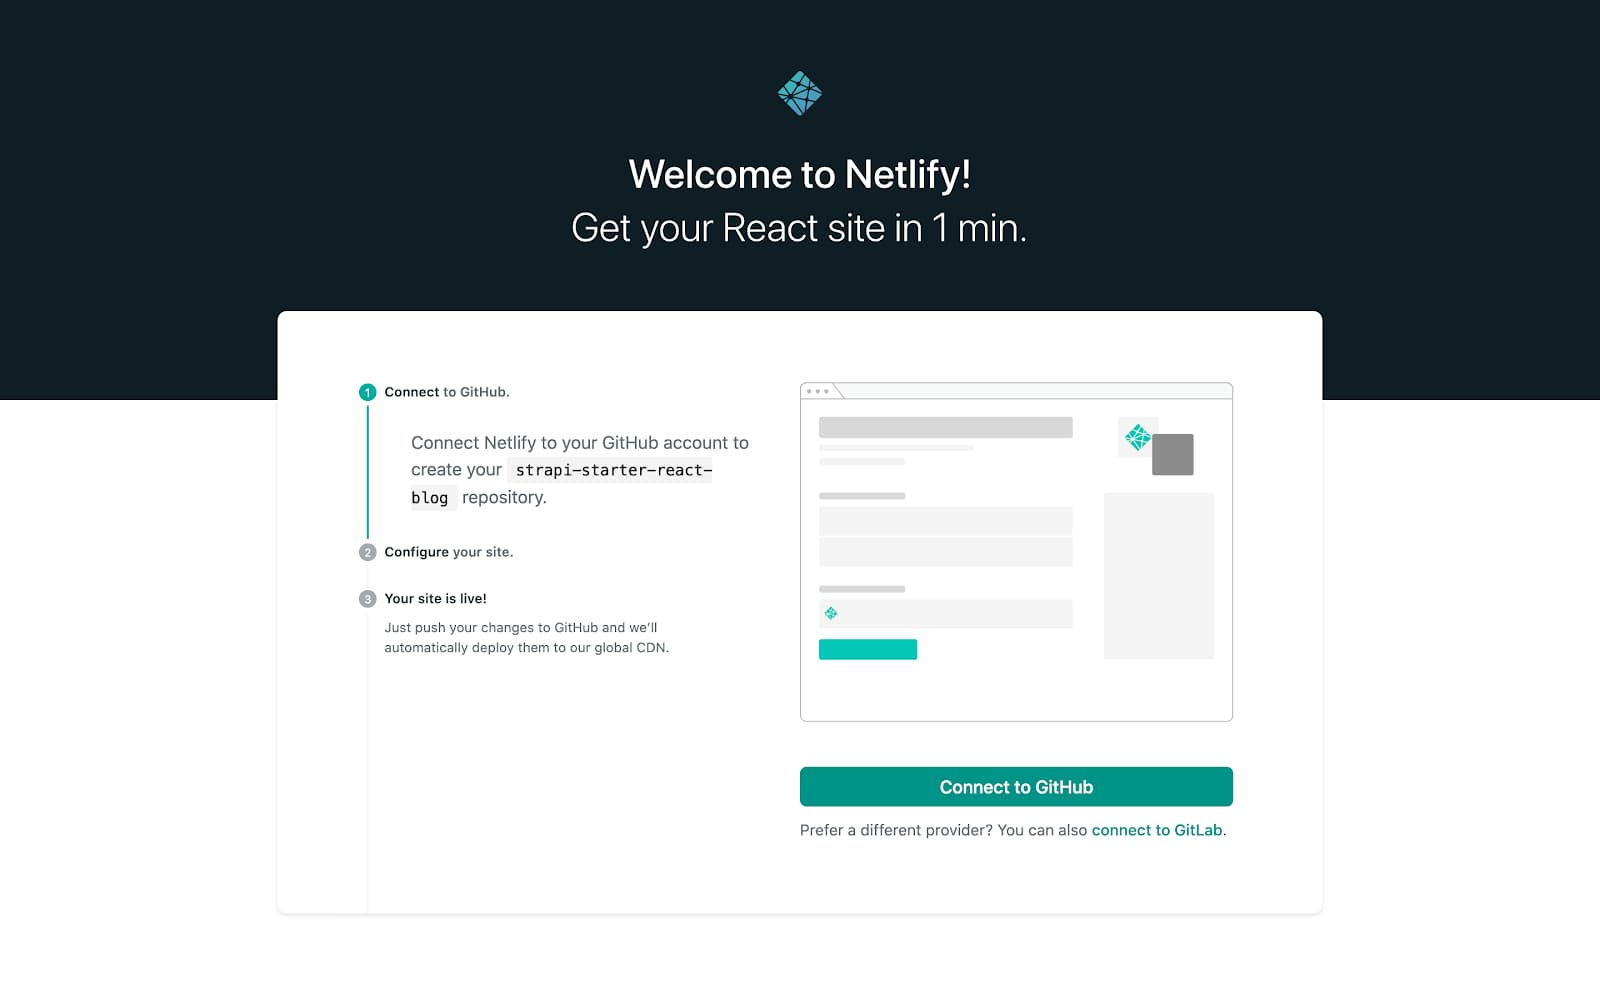 Welcome to Netlify!
Get your React site in 1 min.
1 Connect to GitHub.
Connect Netlify to your GitHub account to
create your strapi-starter-react-
blog repository.
2 Configure your site.
3 Your site is live!
Just push your changes to GitHub and we’ll
automatically deploy them to our global CDN.
Connect to GitHub
Prefer a different provider? You can also connect to GitLab.